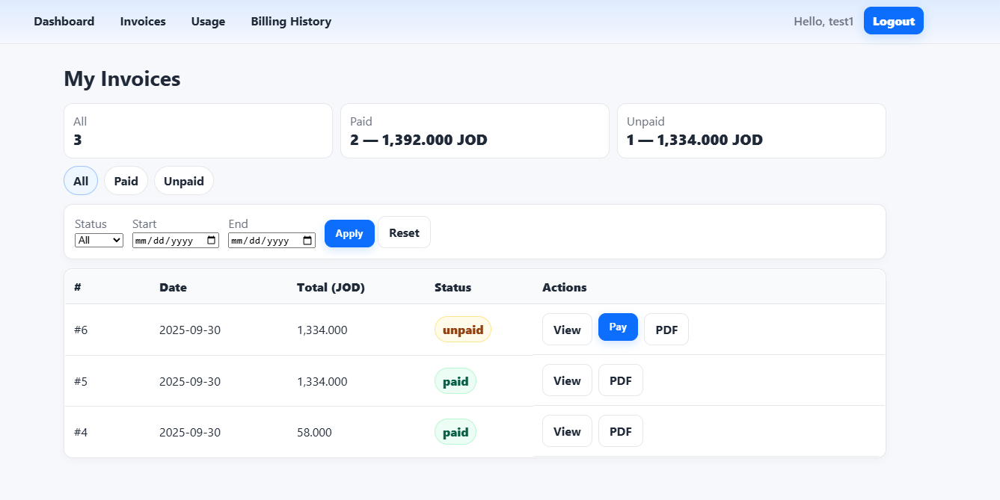 Dashboard Invoices Usage Billing History Hello, test1 Logout
My Invoices
All Paid Unpaid
3 2 — 1,392.000 JOD 1 — 1,334.000 JOD
All Paid Unpaid
Status Start End
All mm/dd/yyyy mm/dd/yyyy Apply Reset
# Date Total (JOD) Status Actions
#6 2025-09-30 1,334.000 unpaid View Pay PDF
#5 2025-09-30 1,334.000 paid View PDF
#4 2025-09-30 58.000 paid View PDF